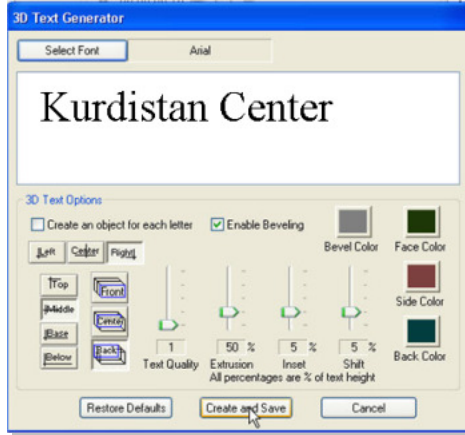 3D Text Generator
Select Font Arial
Kurdistan Center
3D Text Options
Create an object for each letter Enable Beveling
Bevel Color Face Color
Left Center Right
Top Front
Middle Center
Side Color
Base Back
Below
1 50 % 5 % 5 %
Back Color
Text Quality Extrusion Inset Shift
All percentages are % of text height
Restore Defaults Create and Save Cancel